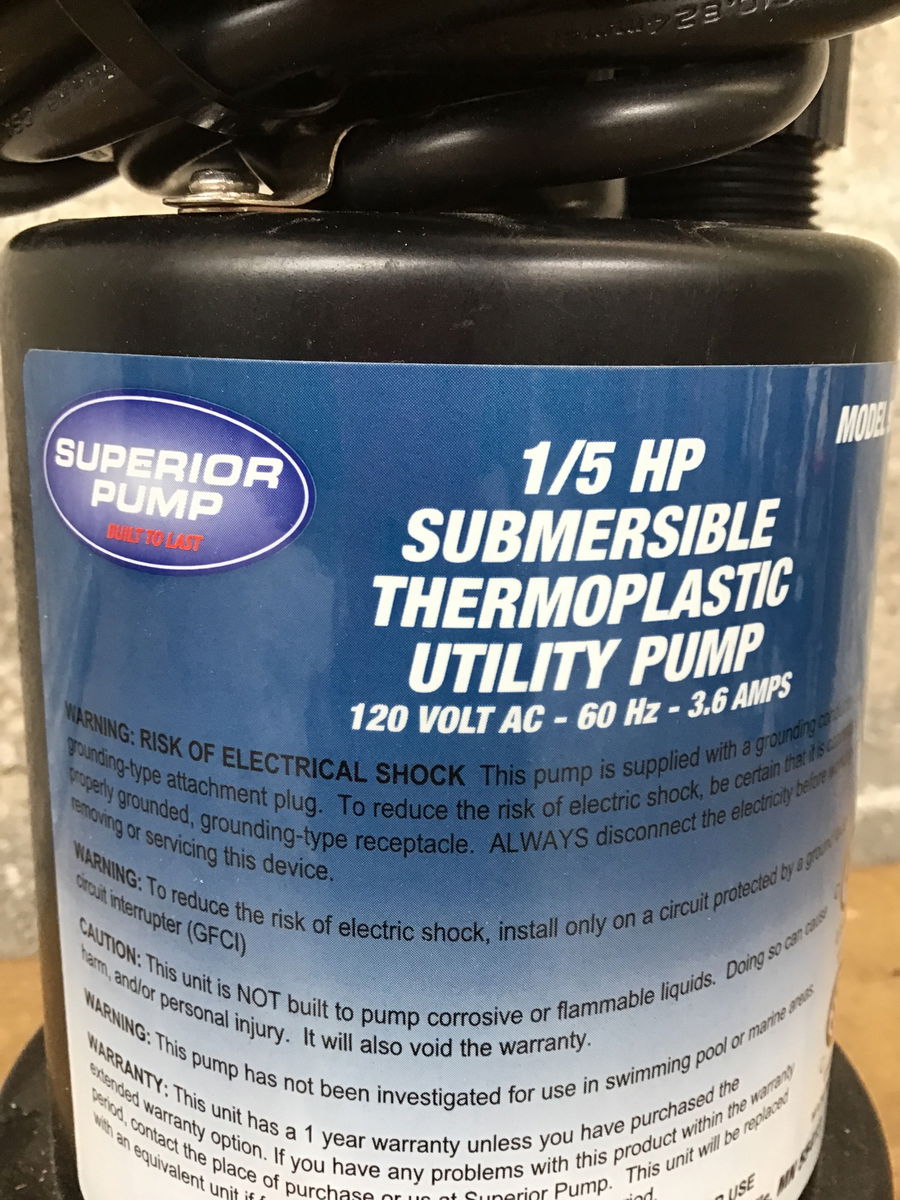 SUPERIOR
PUMP
BUILT TO LAST
MODEL
1/5 HP
SUBMERSIBLE
THERMOPLASTIC
UTILITY PUMP
120 VOLT AC - 60 Hz - 3.6 AMPS
WARNING: RISK OF ELECTRICAL SHOCK This pump is supplied with a grounding
grounding-type attachment plug. To reduce the risk of electric shock, be certain that it is
properly grounded, grounding-type receptacle. ALWAYS disconnect the electricity before
removing or servicing this device.
WARNING: To reduce the risk of electric shock, install only on a circuit protected by a
circuit interrupter (GFCI)
CAUTION: This unit is NOT built to pump corrosive or flammable liquids. Doing so can cause
harm, and/or personal injury. It will also void the warranty.
WARNING: This pump has not been investigated for use in swimming pool or marine areas.
WARRANTY: This unit has a 1 year warranty unless you have purchased the
extended warranty option. If you have any problems with this product within the warranty
period, contact the place of purchase or us at Superior Pump. This unit will be replaced
with an equivalent unit if
USE